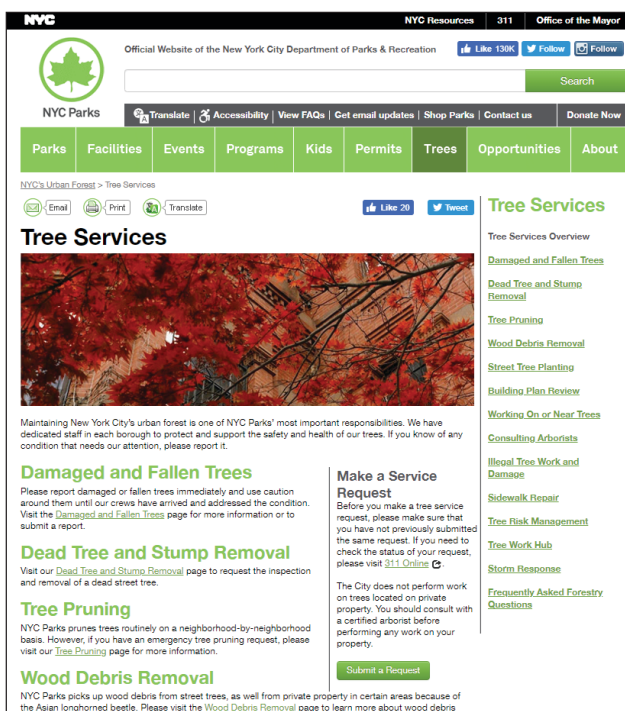 NYC
NYC Resources 311 Office of the Mayor
Official Website of the New York City Department of Parks & Recreation
Like 130K Follow Follow
Search
NYC Parks
Translate | Accessibility | View FAQs | Get email updates | Shop Parks | Contact us Donate Now
Parks Facilities Events Programs Kids Permits Trees Opportunities About
NYC's Urban Forest > Tree Services
Email Print Translate
Like 20 Tweet
Tree Services
Maintaining New York City's urban forest is one of NYC Parks' most important responsibilities. We have
dedicated staff in each borough to protect and support the safety and health of our trees. If you know of any
condition that needs our attention, please report it.
Damaged and Fallen Trees
Please report damaged or fallen trees immediately and use caution
around them until our crews have arrived and addressed the condition.
Visit the Damaged and Fallen Trees page for more information or to
submit a report.
Dead Tree and Stump Removal
Visit our Dead Tree and Stump Removal page to request the inspection
and removal of a dead street tree.
Tree Pruning
NYC Parks prunes trees routinely on a neighborhood-by-neighborhood
basis. However, if you have an emergency tree pruning request, please
visit our Tree Pruning page for more information.
Wood Debris Removal
NYC Parks picks up wood debris from street trees, as well from private property in certain areas because of
the Asian longhorned beetle. Please visit the Wood Debris Removal page to learn more about wood debris
Make a Service
Request
Before you make a tree service
request, please make sure that
you have not previously submitted
the same request. If you need to
check the status of your request,
please visit 311 Online.
The City does not perform work
on trees located on private
property. You should consult with
a certified arborist before
performing any work on your
property.
Submit a Request
Tree Services
Tree Services Overview
Damaged and Fallen Trees
Dead Tree and Stump
Removal
Tree Pruning
Wood Debris Removal
Street Tree Planting
Building Plan Review
Working On or Near Trees
Consulting Arborists
Illegal Tree Work and
Damage
Sidewalk Repair
Tree Risk Management
Tree Work Hub
Storm Response
Frequently Asked Forestry
Questions